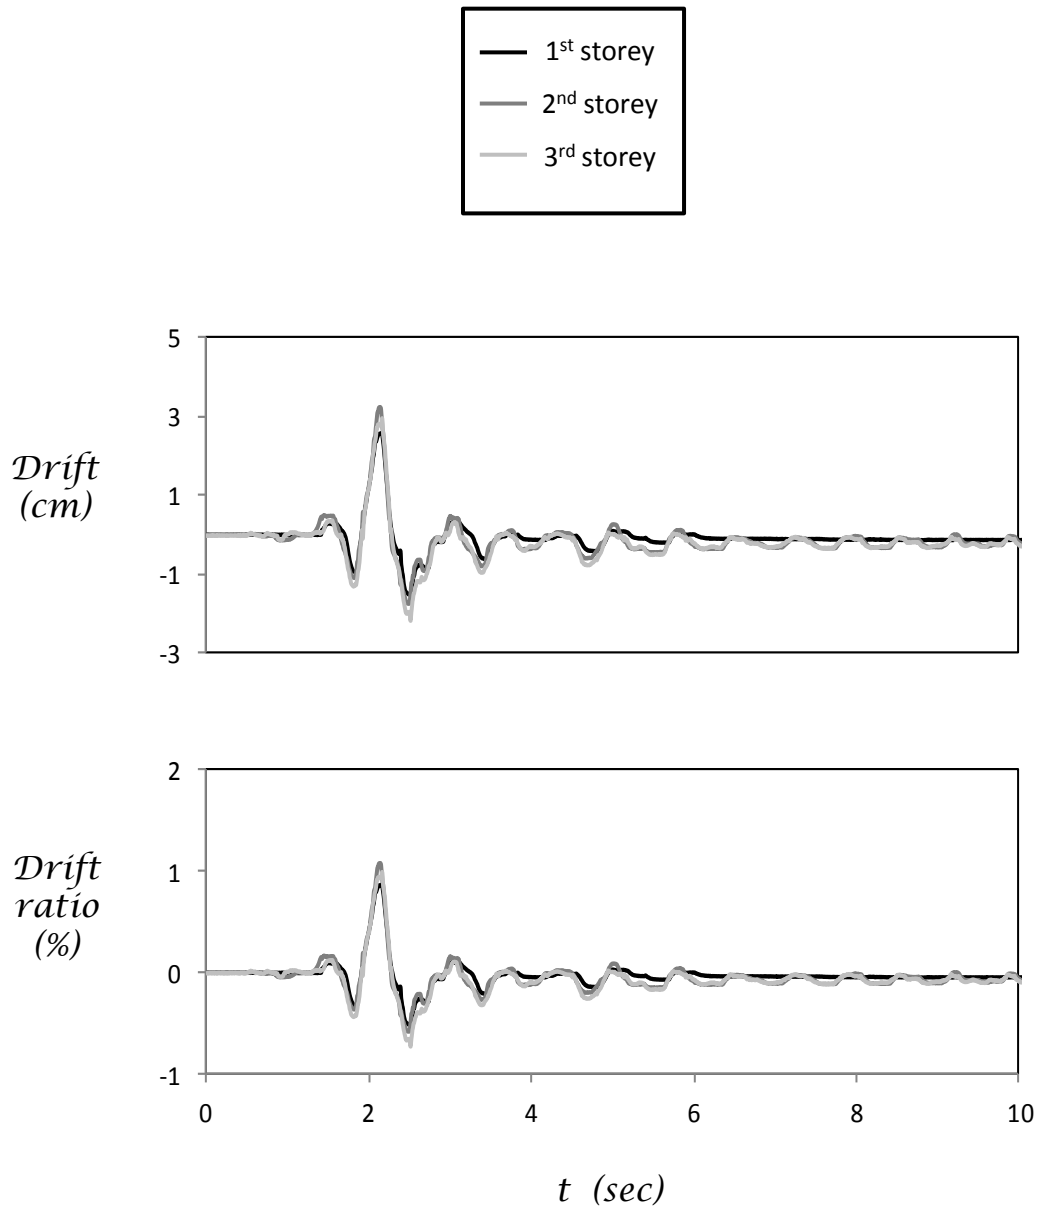 1st storey
2nd storey
3rd storey
5
3
1
-1
-3
Drift
(cm)
2
1
0
-1
Drift
ratio
(%)
0 2 4 6 8 10
t (sec)